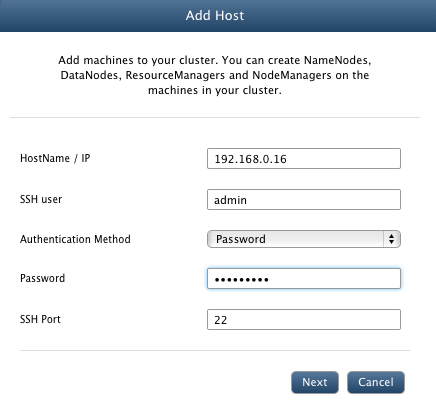 Add Host
Add machines to your cluster. You can create NameNodes,
DataNodes, ResourceManagers and NodeManagers on the
machines in your cluster.
HostName / IP 192.168.0.16
SSH user admin
Authentication Method Password
Password •••••••••
SSH Port 22
Next Cancel